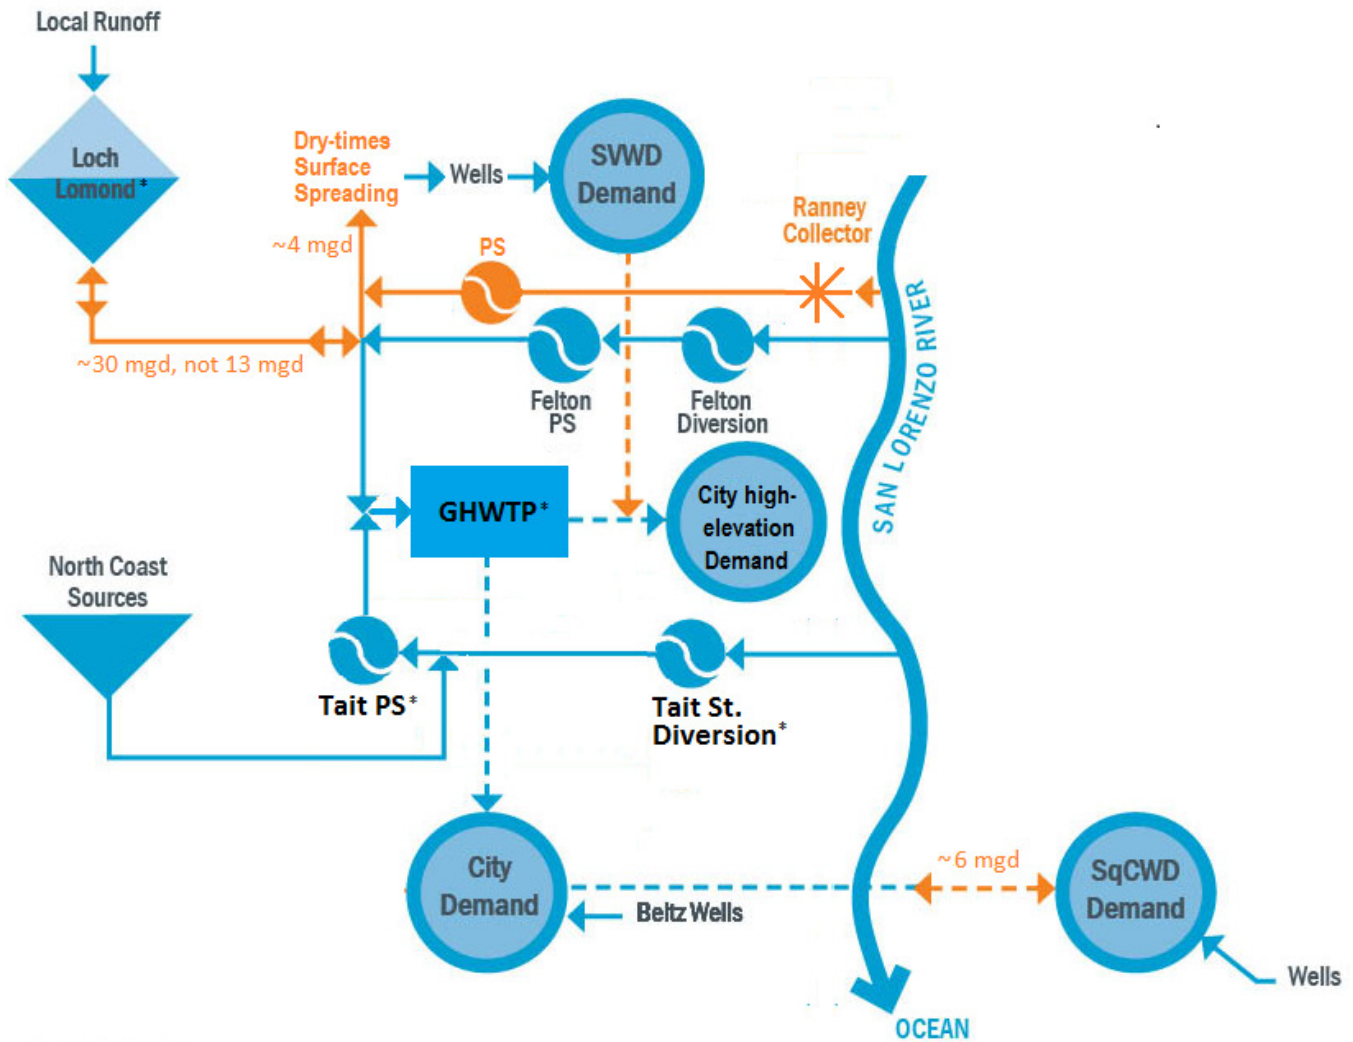 Local Runoff
Loch
Lomond*
Dry-times
Surface
Spreading
Wells
SVWD
Demand
~4 mgd
PS
Ranney
Collector
~30 mgd, not 13 mgd
Felton
PS
Felton
Diversion
SAN LORENZO RIVER
GHWTP*
City high-
elevation
Demand
North Coast
Sources
Tait PS*
Tait St.
Diversion*
City
Demand
Beltz Wells
~6 mgd
SqCWD
Demand
Wells
OCEAN